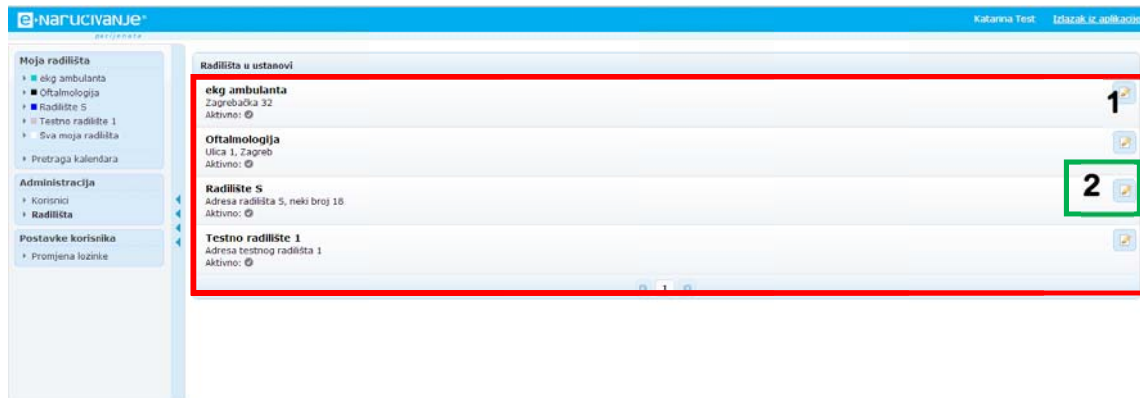 e-Narucivanje
pacijenata
Katarina Test
Izlazak iz aplikacije
Moja radilišta
ekg ambulanta
Oftalmologija
Radilište S
Testno radilište 1
Sva moja radilišta
Pretraga kalendara
Administracija
Korisnici
Radilišta
Postavke korisnika
Promjena lozinke
Radilišta u ustanovi
ekg ambulanta
Zagrebačka 32
Aktivno:
1
Oftalmologija
Ulica 1, Zagreb
Aktivno:
Radilište S
Adresa radilišta S, neki broj 18
Aktivno:
2
Testno radilište 1
Adresa testnog radilišta 1
Aktivno:
1